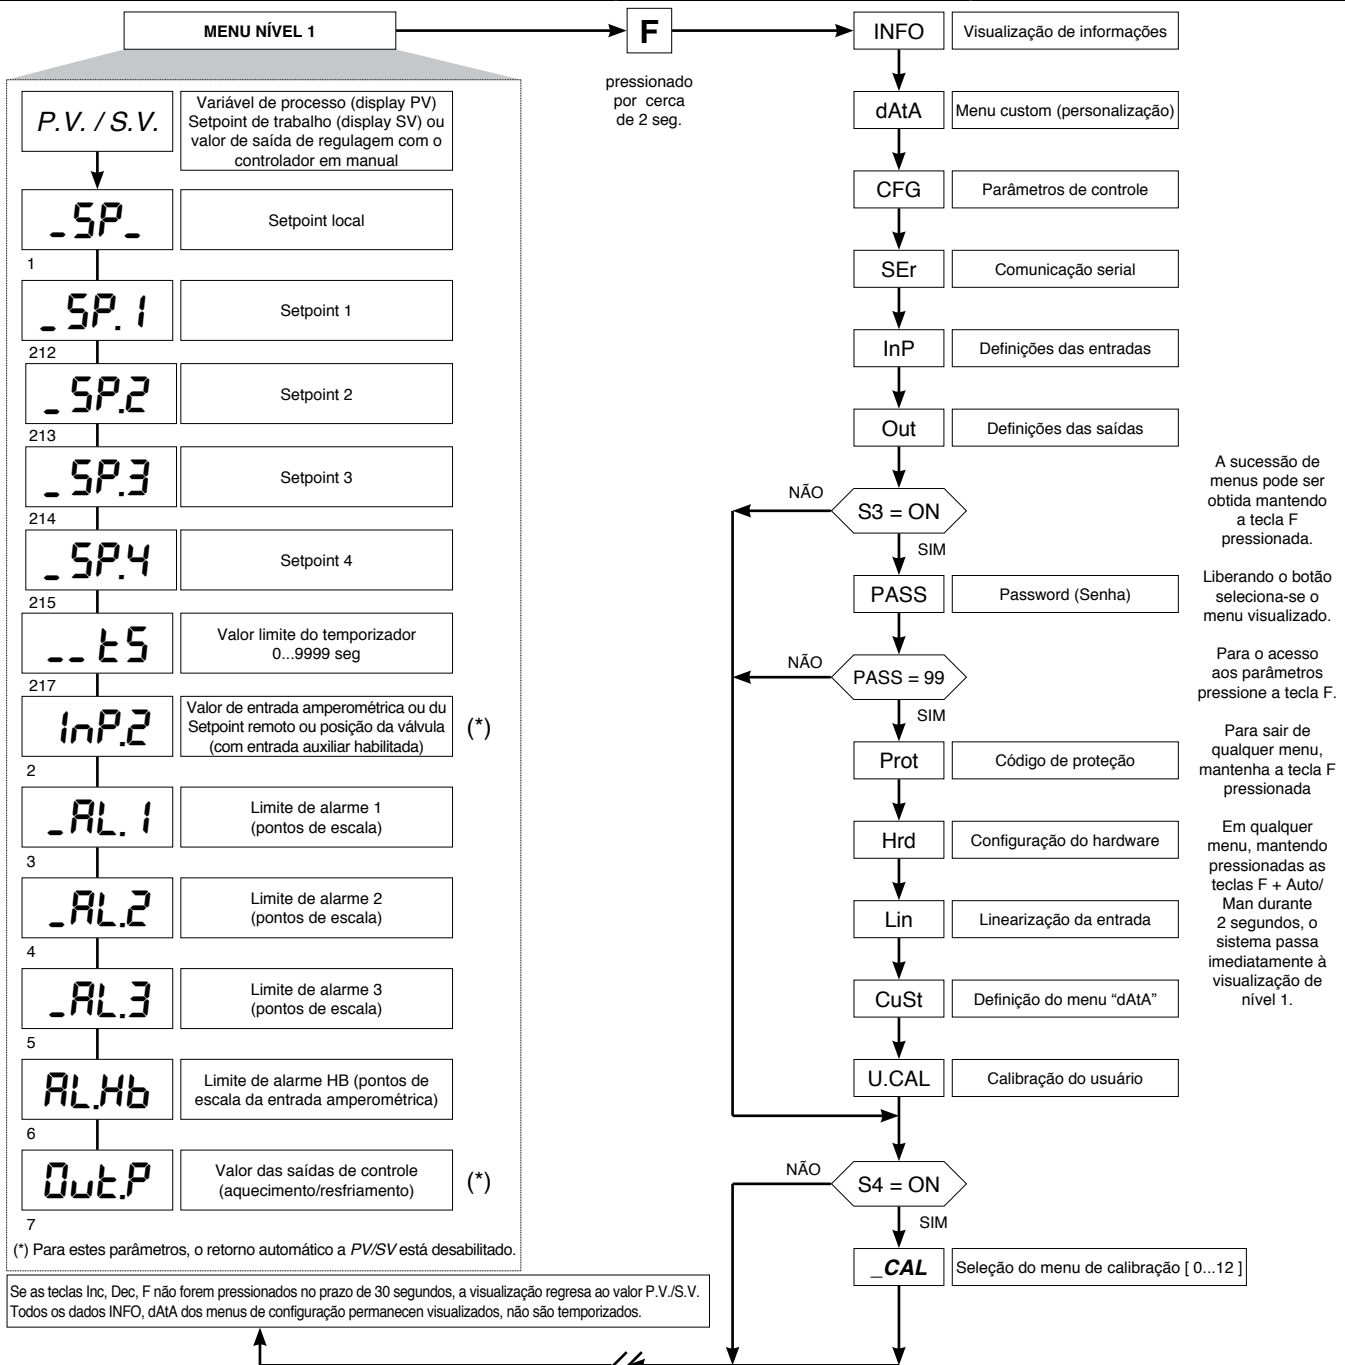 MENU NÍVEL 1
F
pressionado
por cerca
de 2 seg.
P.V. / S.V.
Variável de processo (display PV)
Setpoint de trabalho (display SV) ou
valor de saída de regulagem com o
controlador em manual
_SP_
Setpoint local
1
_SP.1
Setpoint 1
212
_SP.2
Setpoint 2
213
_SP.3
Setpoint 3
214
_SP.4
Setpoint 4
215
__tS
Valor limite do temporizador
0...9999 seg
217
InP.2
Valor de entrada amperométrica ou du
Setpoint remoto ou posição da válvula
(com entrada auxiliar habilitada)
(*)
2
_AL.1
Limite de alarme 1
(pontos de escala)
3
_AL.2
Limite de alarme 2
(pontos de escala)
4
_AL.3
Limite de alarme 3
(pontos de escala)
5
AL.Hb
Limite de alarme HB (pontos de
escala da entrada amperométrica)
6
Out.P
Valor das saídas de controle
(aquecimento/resfriamento)
(*)
7
(*) Para estes parâmetros, o retorno automático a PV/SV está desabilitado.
Se as teclas Inc, Dec, F não forem pressionados no prazo de 30 segundos, a visualização regresa ao valor P.V./S.V.
Todos os dados INFO, dAtA dos menus de configuração permanecen visualizados, não são temporizados.
INFO
Visualização de informações
dAtA
Menu custom (personalização)
CFG
Parâmetros de controle
SEr
Comunicação serial
InP
Definições das entradas
Out
Definições das saídas
NÃO
S3 = ON
SIM
PASS
Password (Senha)
NÃO
PASS = 99
SIM
Prot
Código de proteção
Hrd
Configuração do hardware
Lin
Linearização da entrada
CuSt
Definição do menu “dAtA”
U.CAL
Calibração do usuário
NÃO
S4 = ON
SIM
_CAL
Seleção do menu de calibração [ 0...12 ]
A sucessão de
menus pode ser
obtida mantendo
a tecla F
pressionada.
Liberando o botão
seleciona-se o
menu visualizado.
Para o acesso
aos parâmetros
pressione a tecla F.
Para sair de
qualquer menu,
mantenha a tecla F
pressionada
Em qualquer
menu, mantendo
pressionadas as
teclas F + Auto/
Man durante
2 segundos, o
sistema passa
imediatamente à
visualização de
nível 1.